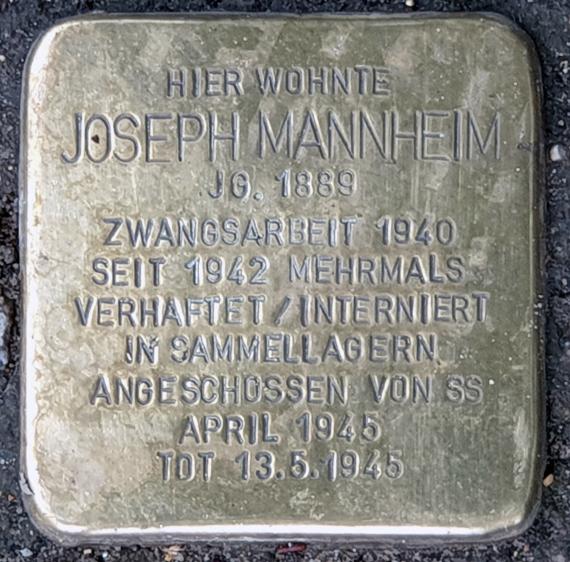 HIER WOHNTE
JOSEPH MANNHEIM
JG. 1889
ZWANGSARBEIT 1940
SEIT 1942 MEHRMALS
VERHAFTET / INTERNIERT
IN SAMMELLAGERN
ANGESCHOSSEN VON SS
APRIL 1945
TOT 13.5.1945